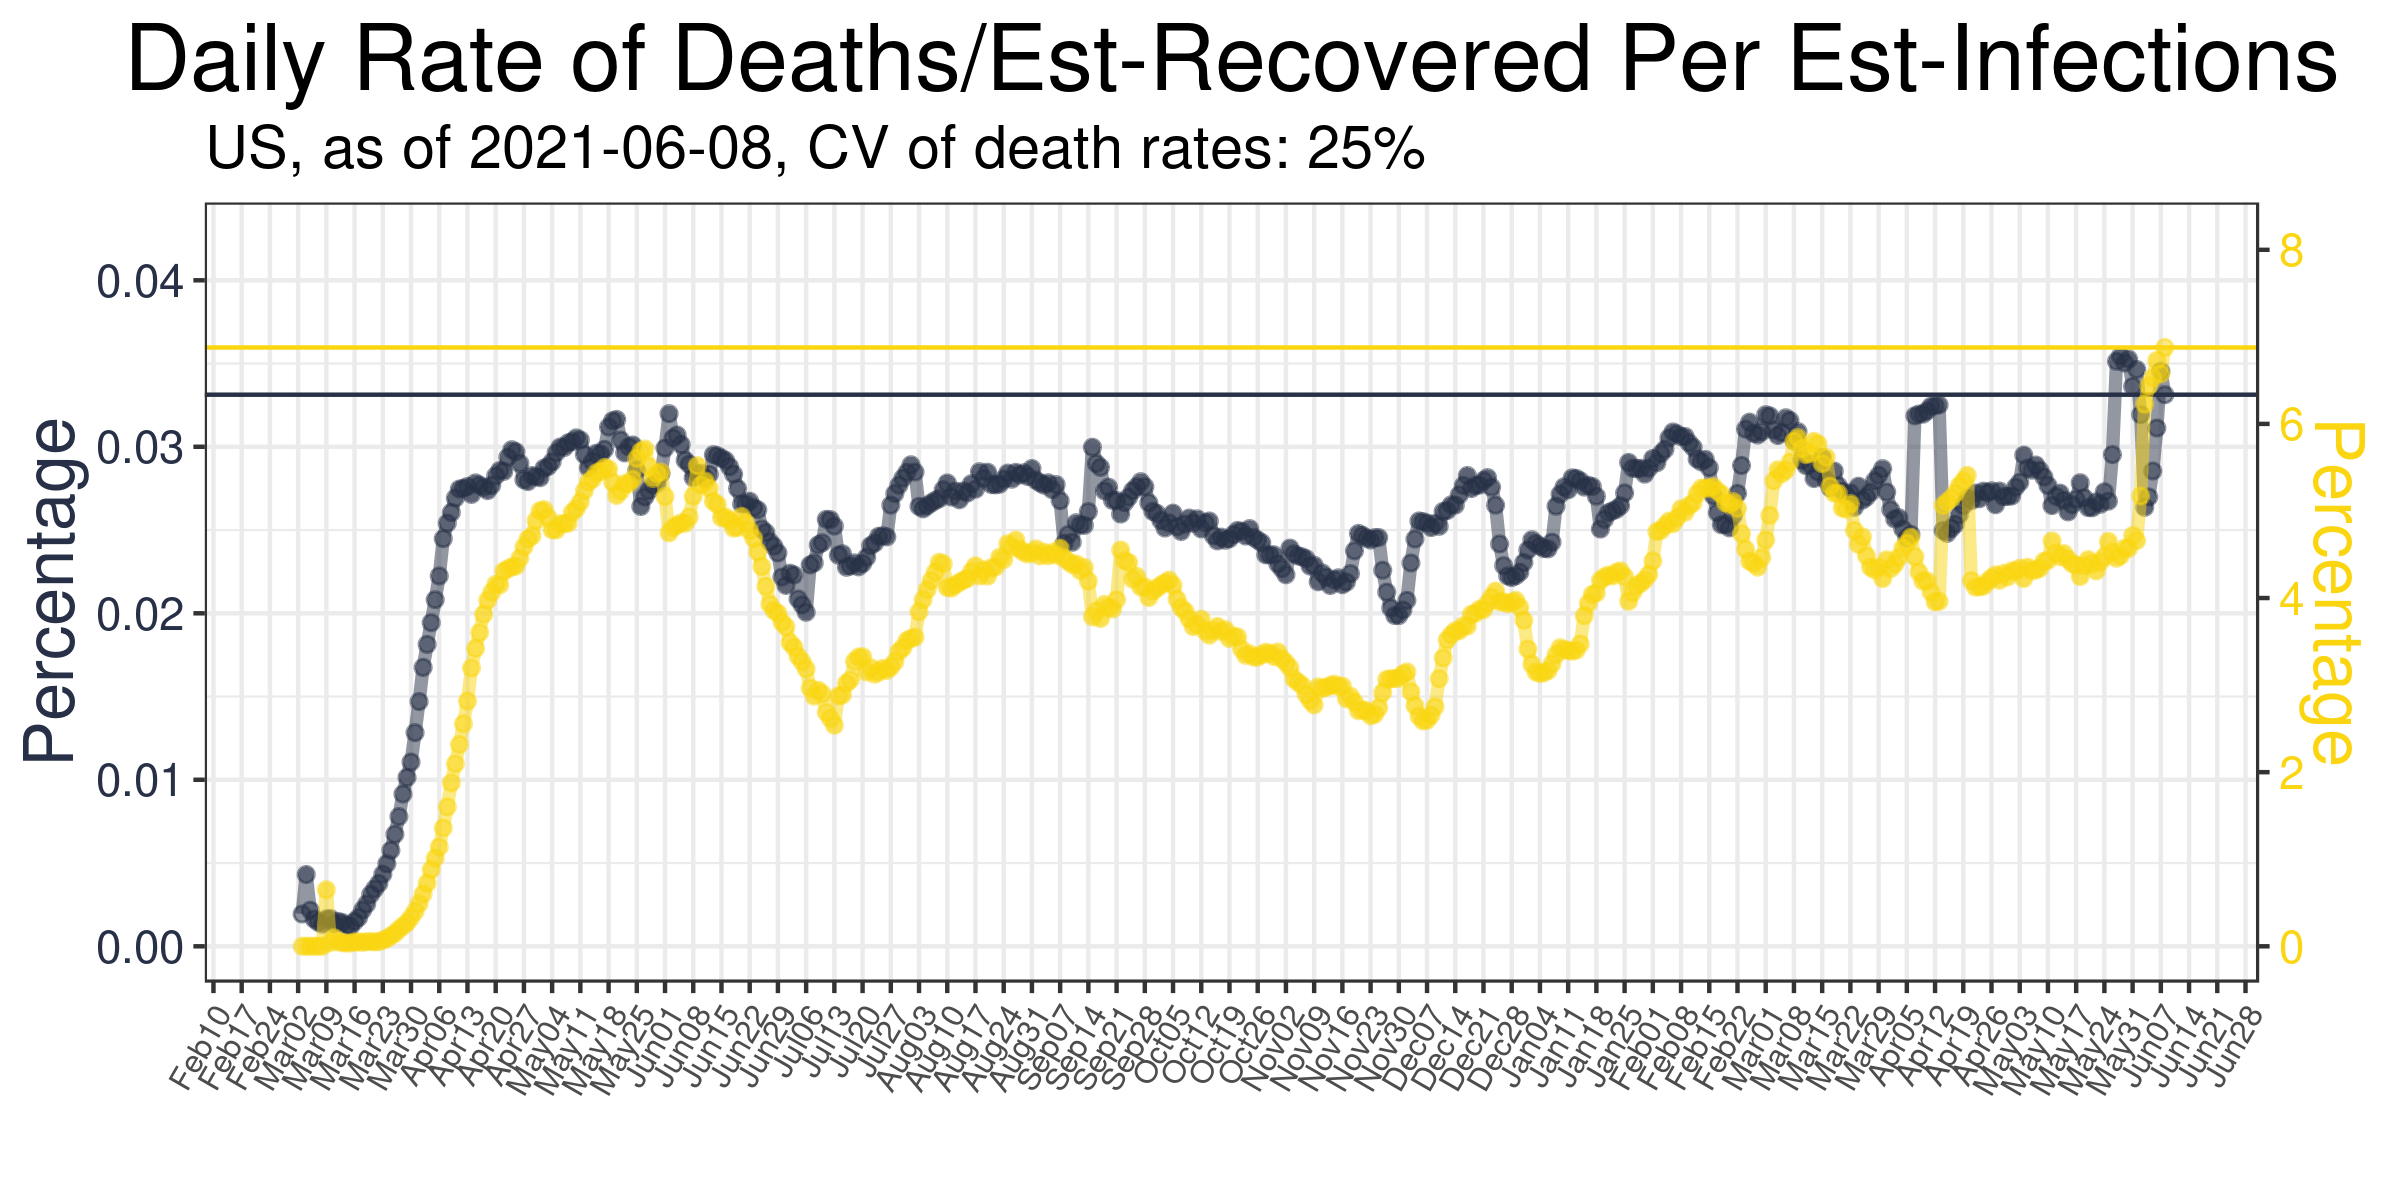 Daily Rate of Deaths/Est-Recovered Per Est-Infections
US, as of 2021-06-08, CV of death rates: 25%
Percentage
0.04
0.03
0.02
0.01
0.00
8
6
4
2
0
Percentage
Feb10
Feb17
Feb24
Mar02
Mar09
Mar16
Mar23
Mar30
Apr06
Apr13
Apr20
Apr27
May04
May11
May18
May25
Jun01
Jun08
Jun15
Jun22
Jun29
Jul06
Jul13
Jul20
Jul27
Aug03
Aug10
Aug17
Aug24
Aug31
Sep07
Sep14
Sep21
Sep28
Oct05
Oct12
Oct19
Oct26
Nov02
Nov09
Nov16
Nov23
Nov30
Dec07
Dec14
Dec21
Dec28
Jan04
Jan11
Jan18
Jan25
Feb01
Feb08
Feb15
Feb22
Mar01
Mar08
Mar15
Mar22
Mar29
Apr05
Apr12
Apr19
Apr26
May03
May10
May17
May24
May31
Jun07
Jun14
Jun21
Jun28